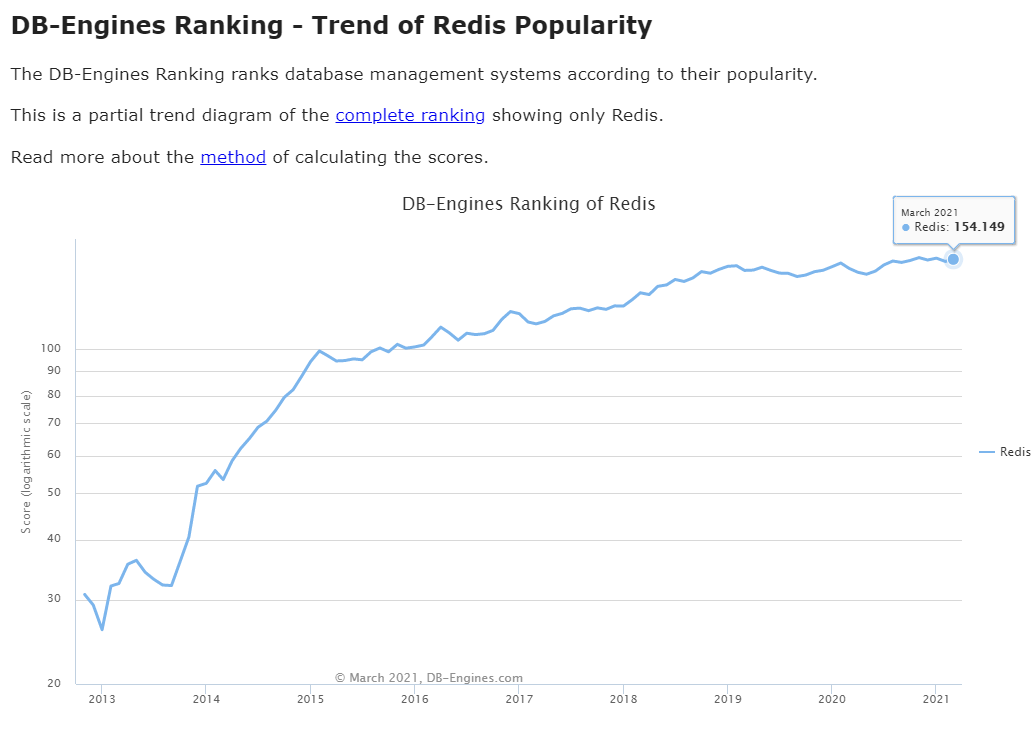 DB-Engines Ranking - Trend of Redis Popularity
The DB-Engines Ranking ranks database management systems according to their popularity.
This is a partial trend diagram of the complete ranking showing only Redis.
Read more about the method of calculating the scores.
DB-Engines Ranking of Redis
March 2021
Redis: 154.149
Score (logarithmic scale)
100
90
80
70
60
50
40
30
20
Redis
© March 2021, DB-Engines.com
2013 2014 2015 2016 2017 2018 2019 2020 2021